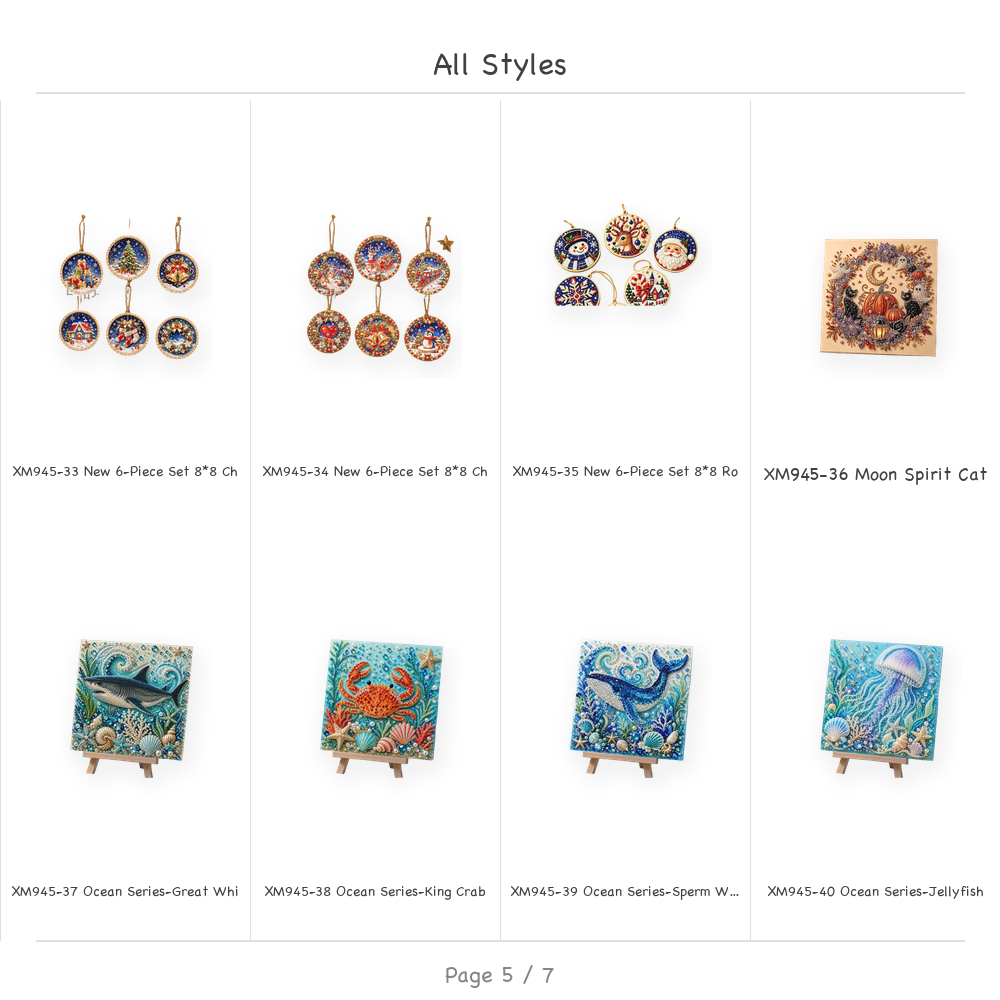 All Styles
XM945-33 New 6-Piece Set 8*8 Ch
XM945-34 New 6-Piece Set 8*8 Ch
XM945-35 New 6-Piece Set 8*8 Ro
XM945-36 Moon Spirit Cat
XM945-37 Ocean Series-Great Whi
XM945-38 Ocean Series-King Crab
XM945-39 Ocean Series-Sperm W...
XM945-40 Ocean Series-Jellyfish
Page 5 / 7